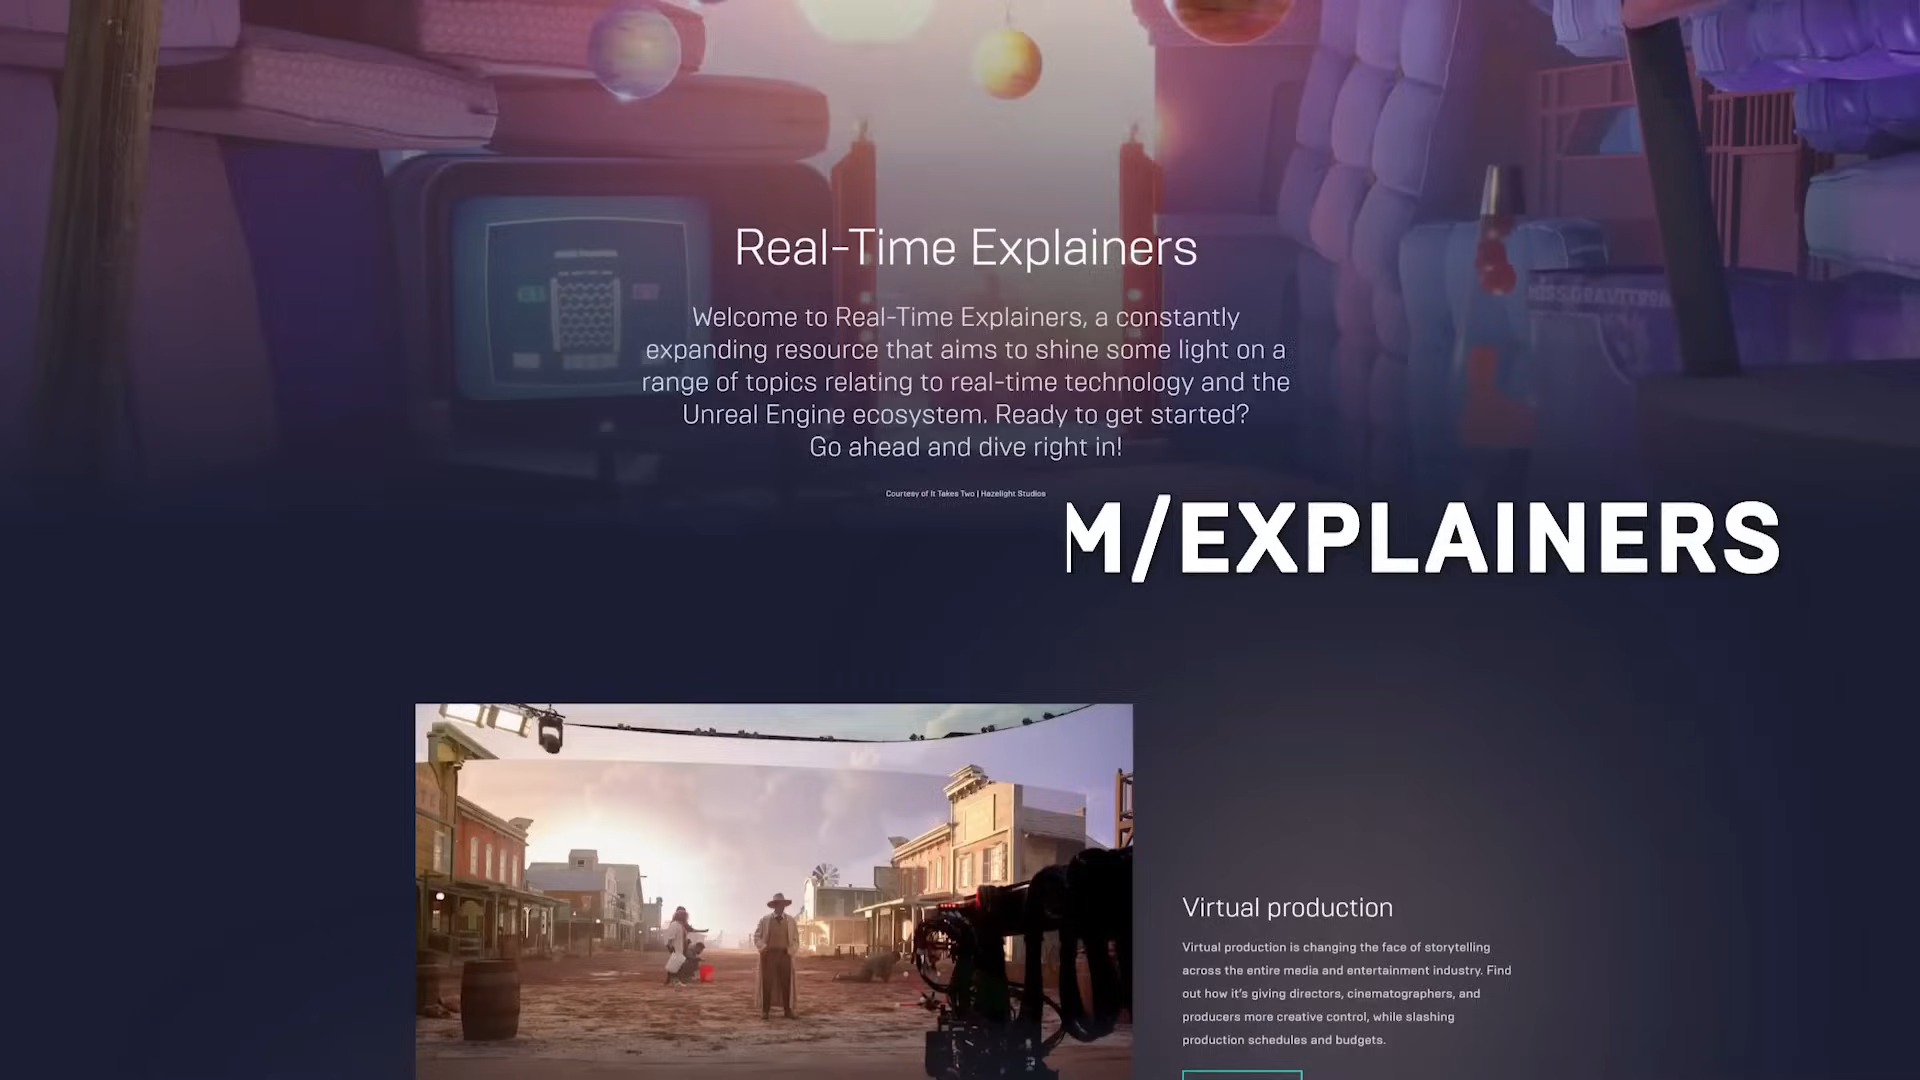 Real-Time Explainers
Welcome to Real-Time Explainers, a constantly
expanding resource that aims to shine some light on a
range of topics relating to real-time technology and the
Unreal Engine ecosystem. Ready to get started?
Go ahead and dive right in!
Courtesy of It Takes Two | Hazelight Studios
M/EXPLAINERS
Virtual production
Virtual production is changing the face of storytelling
across the entire media and entertainment industry. Find
out how it's giving directors, cinematographers, and
producers more creative control, while slashing
production schedules and budgets.